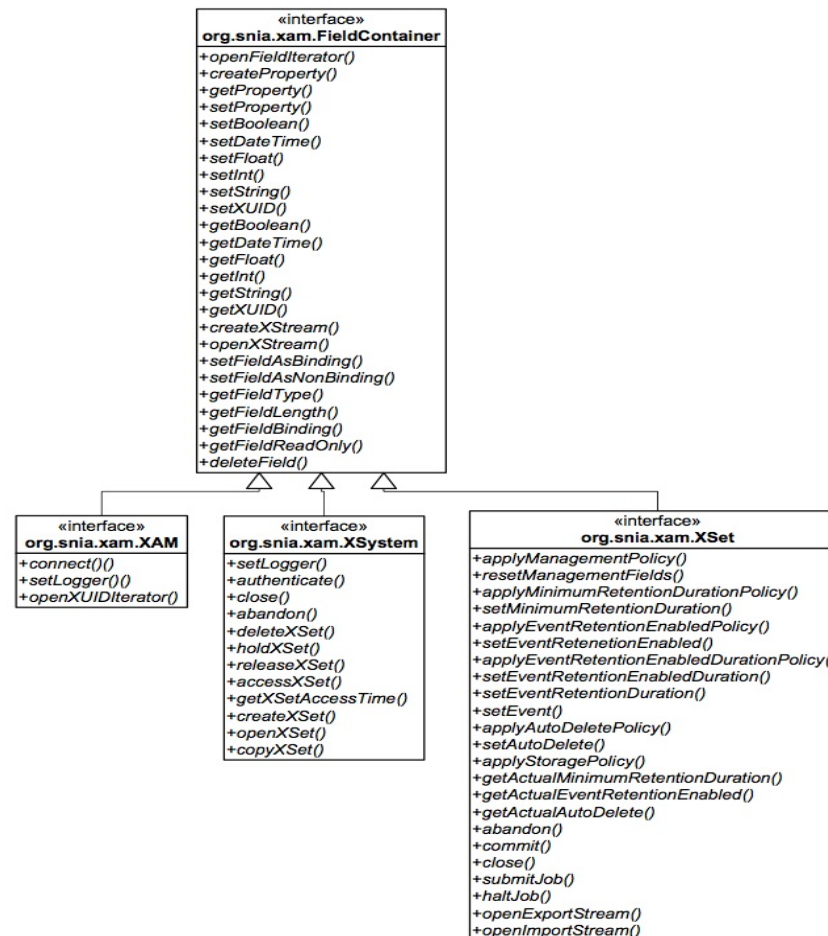 «interface»
org.snia.xam.FieldContainer
+openFieldIterator()
+createProperty()
+getProperty()
+setProperty()
+setBoolean()
+setDateTime()
+setFloat()
+setInt()
+setString()
+setXUID()
+getBoolean()
+getDateTime()
+getFloat()
+getInt()
+getString()
+getXUID()
+createXStream()
+openXStream()
+setFieldAsBinding()
+setFieldAsNonBinding()
+getFieldType()
+getFieldLength()
+getFieldBinding()
+getFieldReadOnly()
+deleteField()
«interface»
org.snia.xam.XAM
+connect()()
+setLogger()()
+openXUIDIterator()
«interface»
org.snia.xam.XSystem
+setLogger()
+authenticate()
+close()
+abandon()
+deleteXSet()
+holdXSet()
+releaseXSet()
+accessXSet()
+getXSetAccessTime()
+createXSet()
+openXSet()
+copyXSet()
«interface»
org.snia.xam.XSet
+applyManagementPolicy()
+resetManagementFields()
+applyMinimumRetentionDurationPolicy()
+setMinimumRetentionDuration()
+applyEventRetentionEnabledPolicy()
+setEventRetenetionEnabled()
+applyEventRetentionEnabledDurationPolicy(
+setEventRetentionEnabledDuration()
+setEventRetentionDuration()
+setEvent()
+applyAutoDeletePolicy()
+setAutoDelete()
+applyStoragePolicy()
+getActualMinimumRetentionDuration()
+getActualEventRetentionEnabled()
+getActualAutoDelete()
+abandon()
+commit()
+close()
+submitJob()
+haltJob()
+openExportStream()
+openImportStream()